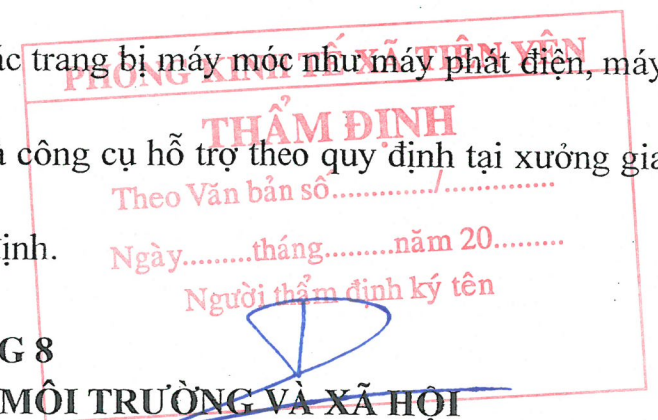 ác trang bị máy móc như máy phát điện, máy
PHÒNG KINH TẾ XÃ TIÊN YÊN
THẨM ĐỊNH
à công cụ hỗ trợ theo quy định tại xưởng gia
Theo Văn bản số............/..............
Ngày.........tháng.........năm 20.........
ịnh.
Người thẩm định ký tên
G 8
MÔI TRƯỜNG VÀ XÃ HỘI